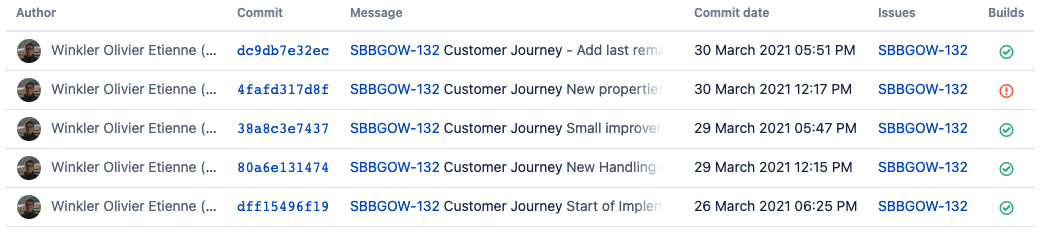 Author Commit Message Commit date Issues Builds
Winkler Olivier Etienne (... dc9db7e32ec SBBGOW-132 Customer Journey - Add last rema 30 March 2021 05:51 PM SBBGOW-132
Winkler Olivier Etienne (... 4fafd317d8f SBBGOW-132 Customer Journey New properties 30 March 2021 12:17 PM SBBGOW-132
Winkler Olivier Etienne (... 38a8c3e7437 SBBGOW-132 Customer Journey Small improver 29 March 2021 05:47 PM SBBGOW-132
Winkler Olivier Etienne (... 80a6e131474 SBBGOW-132 Customer Journey New Handling 29 March 2021 12:15 PM SBBGOW-132
Winkler Olivier Etienne (... dff15496f19 SBBGOW-132 Customer Journey Start of Implem 26 March 2021 06:25 PM SBBGOW-132